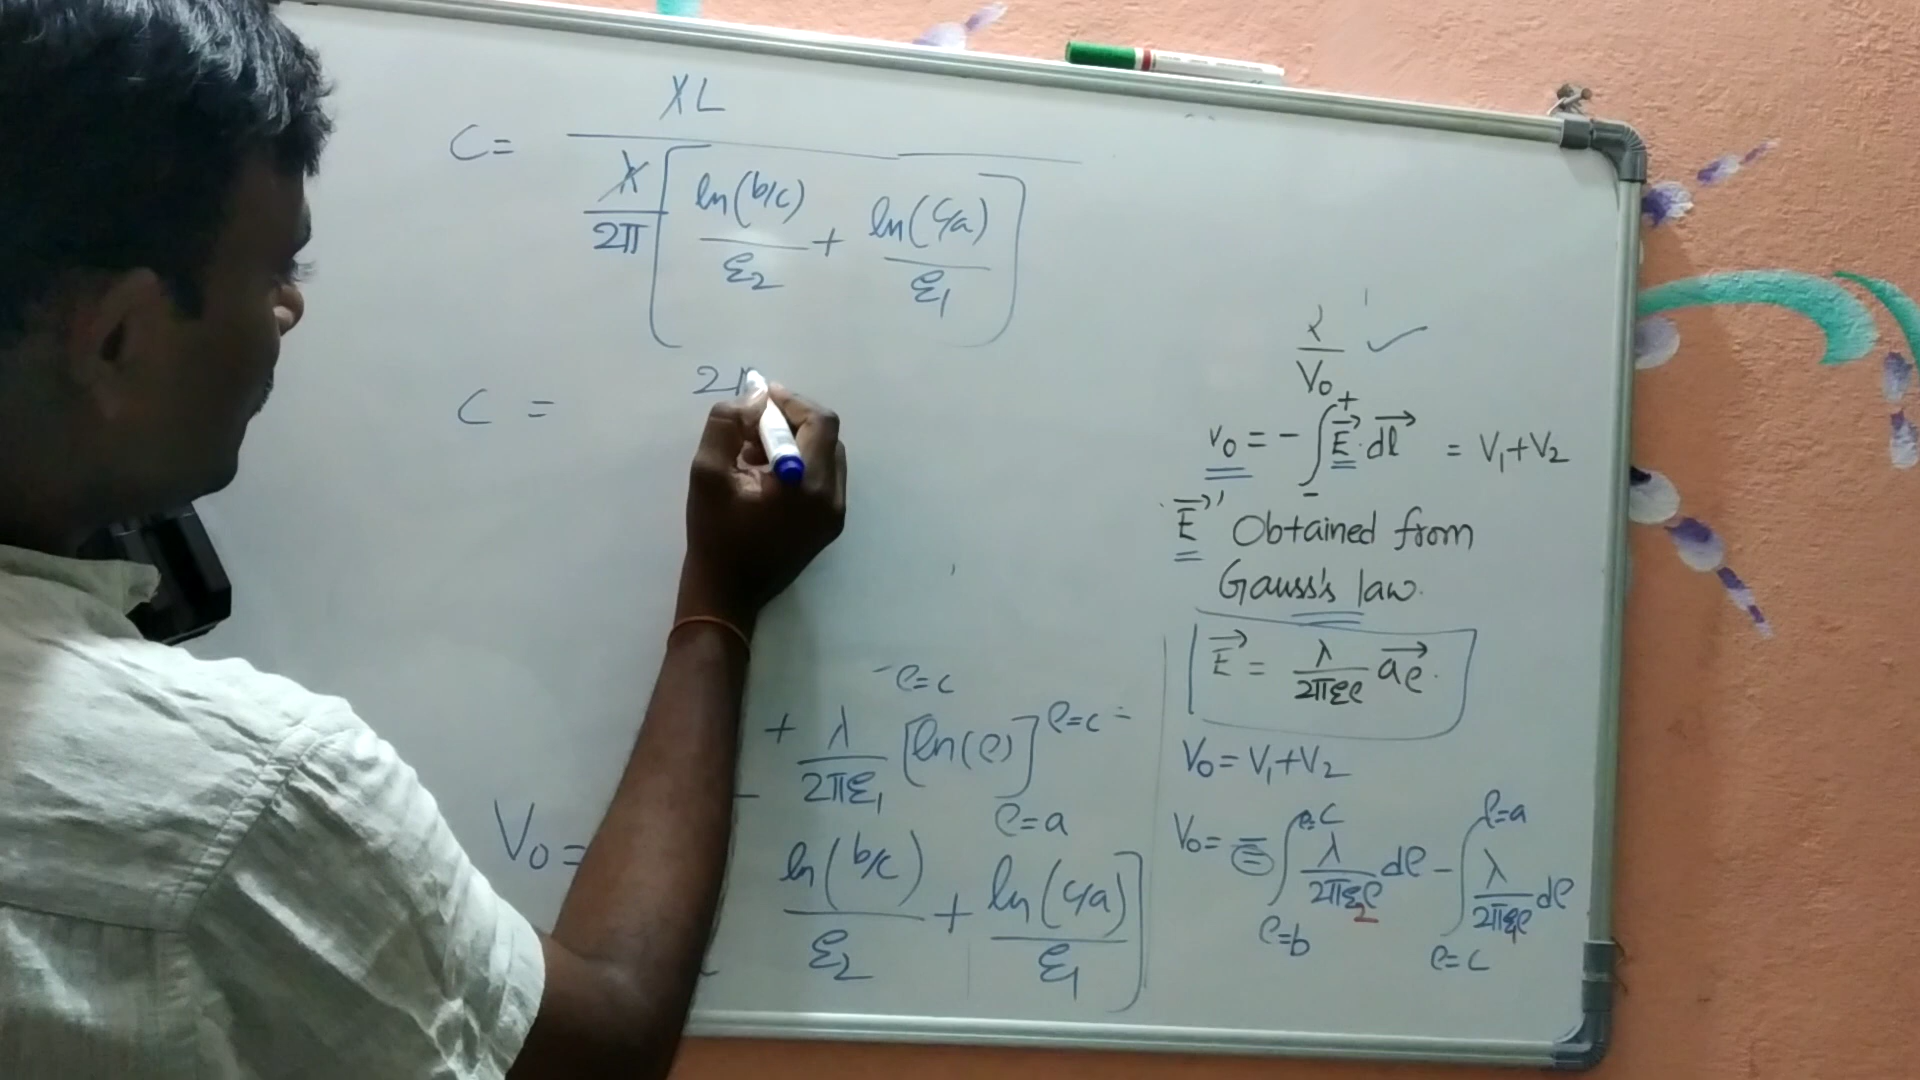 C = λL / (λ/2π [ln(b/c)/ε2 + ln(c/a)/ε1])
C = 2π
λ/V0 ✓
V0 = - ∫ E⃗ · dl⃗ = V1+V2
E⃗ Obtained from
Gauss's law.
E⃗ = λ/2περ aρ⃗.
V0 = V1+V2
V0 = - ∫ρ=b^ρ=c λ/2πε2ρ dρ - ∫ρ=c^ρ=a λ/2πε1ρ dρ
ρ=c
+ λ/2πε1 [ln(ρ)] ρ=c ρ=a
V0 = ln(b/c)/ε2 + ln(c/a)/ε1 ]